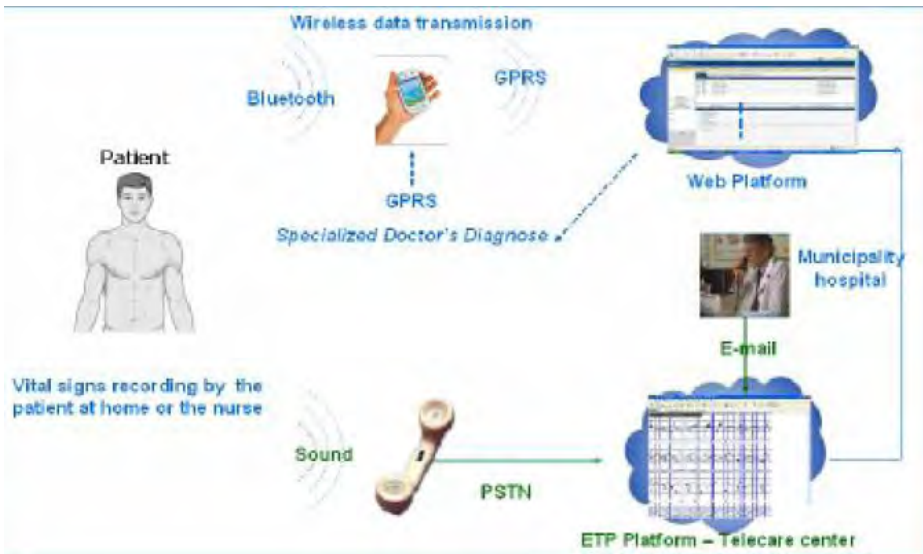 Wireless data transmission
Bluetooth
GPRS
Patient
GPRS
Web Platform
Specialized Doctor's Diagnose
Municipality
hospital
E-mail
Vital signs recording by the
patient at home or the nurse
Sound
PSTN
ETP Platform – Telecare center